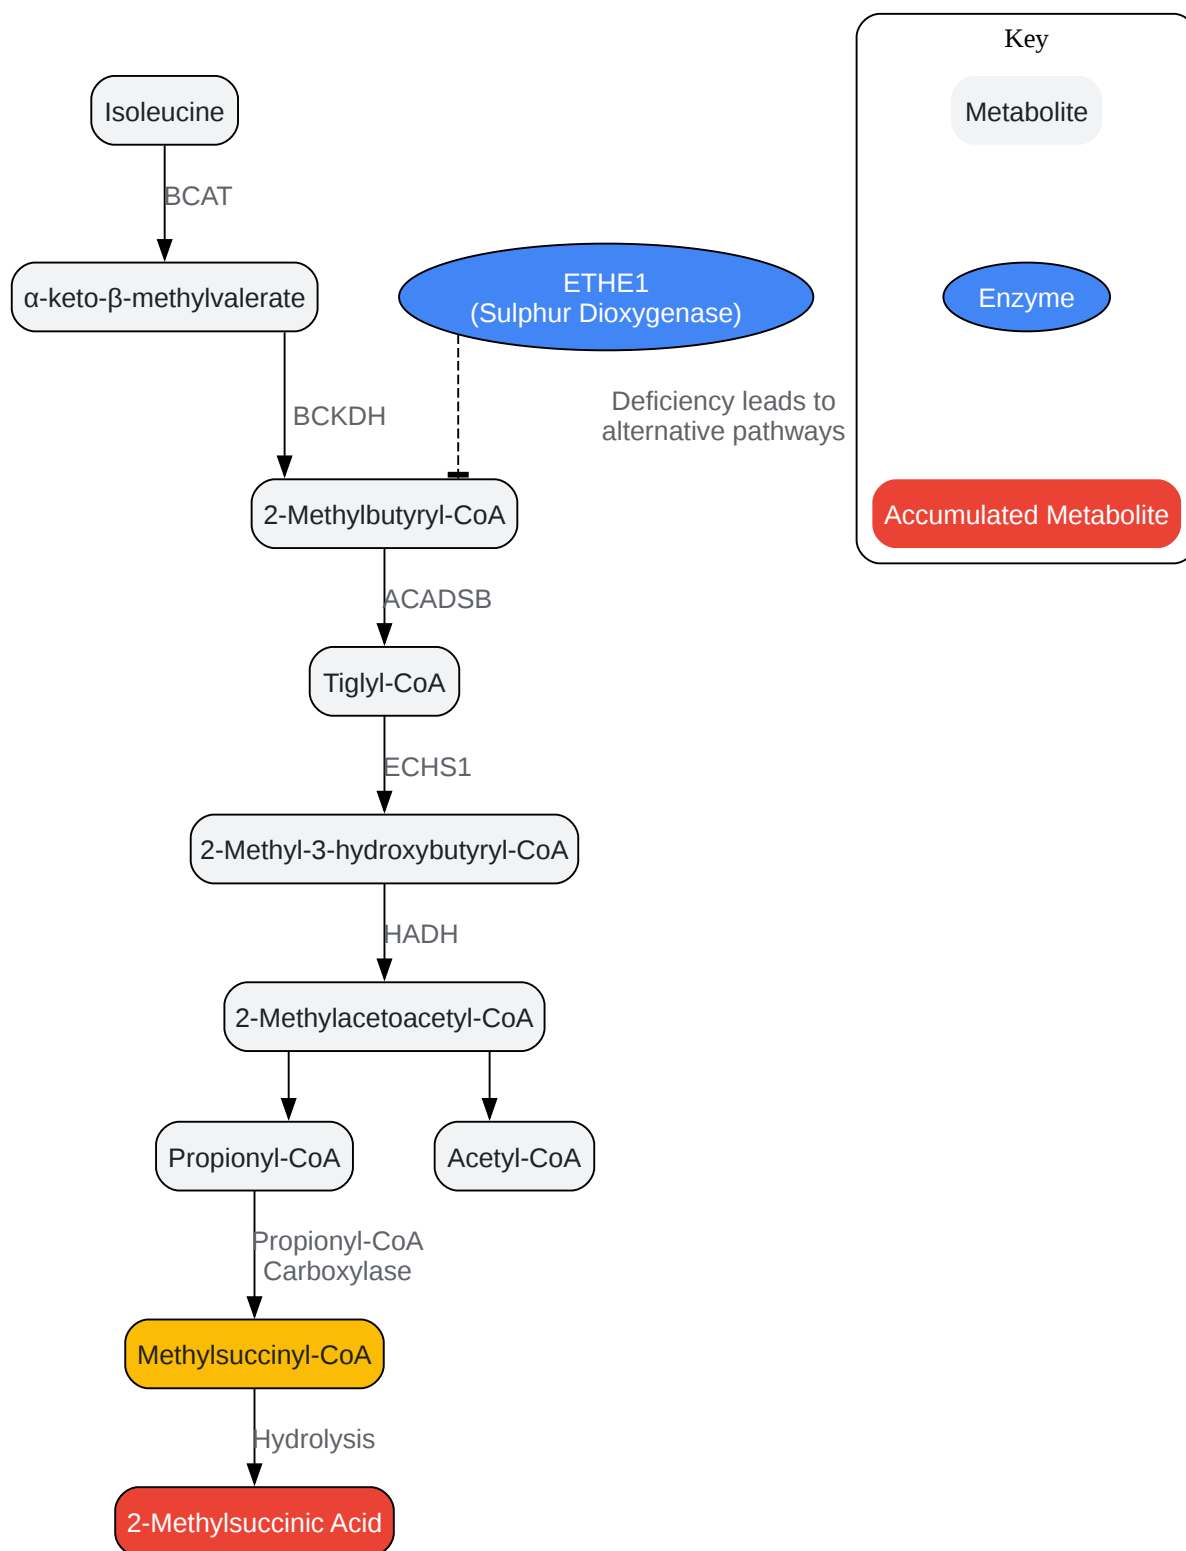 Key
Isoleucine
Metabolite
BCAT
α-keto-β-methylvalerate
ETHE1
(Sulphur Dioxygenase)
Enzyme
BCKDH
Deficiency leads to
alternative pathways
2-Methylbutyryl-CoA
Accumulated Metabolite
ACADSB
Tiglyl-CoA
ECHS1
2-Methyl-3-hydroxybutyryl-CoA
HADH
2-Methylacetoacetyl-CoA
Propionyl-CoA
Acetyl-CoA
Propionyl-CoA
Carboxylase
Methylsuccinyl-CoA
Hydrolysis
2-Methylsuccinic Acid